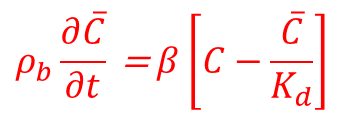 ρ_b ∂C̄/∂t = β [C − C̄/K_d]